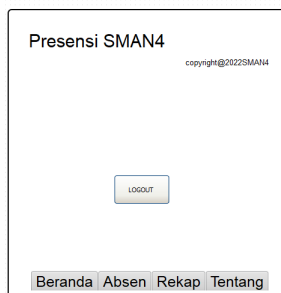 Presensi SMAN4
copyright@2022SMAN4
LOGOUT
Beranda Absen Rekap Tentang